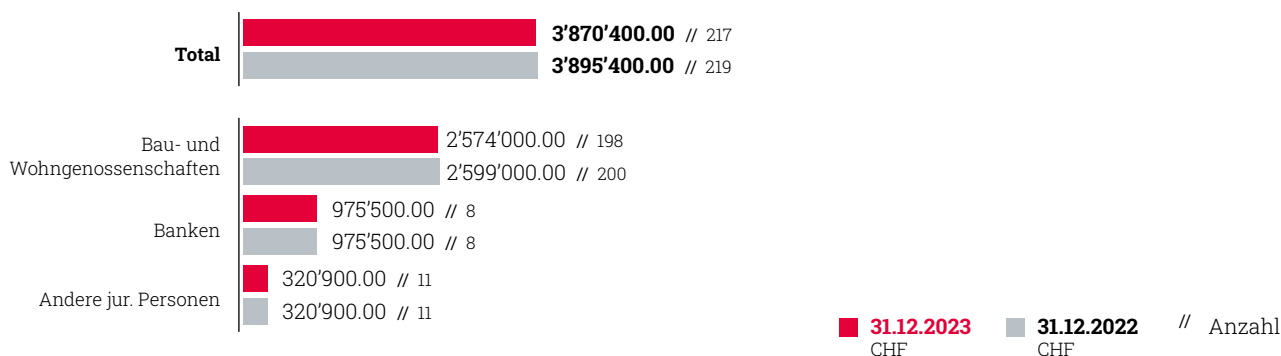 Total
3’870’400.00 // 217
3’895’400.00 // 219
Bau- und
Wohngenossenschaften
2’574’000.00 // 198
2’599’000.00 // 200
Banken
975’500.00 // 8
975’500.00 // 8
Andere jur. Personen
320’900.00 // 11
320’900.00 // 11
31.12.2023
CHF
31.12.2022
CHF
// Anzahl